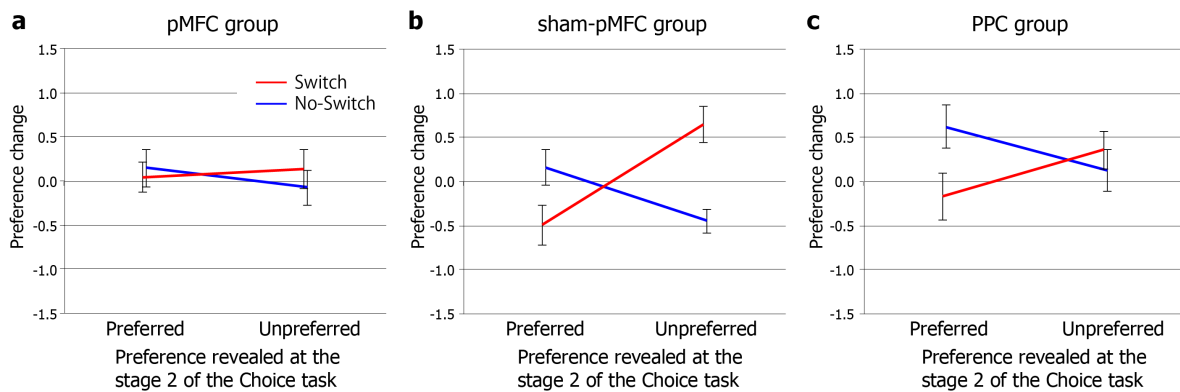 a
pMFC group
1.5
1.0
0.5
0.0
-0.5
-1.0
-1.5
Preference change
Switch
No-Switch
Preferred
Unpreferred
Preference revealed at the
stage 2 of the Choice task
b
sham-pMFC group
1.5
1.0
0.5
0.0
-0.5
-1.0
-1.5
Preference change
Preferred
Unpreferred
Preference revealed at the
stage 2 of the Choice task
c
PPC group
1.5
1.0
0.5
0.0
-0.5
-1.0
-1.5
Preference change
Preferred
Unpreferred
Preference revealed at the
stage 2 of the Choice task